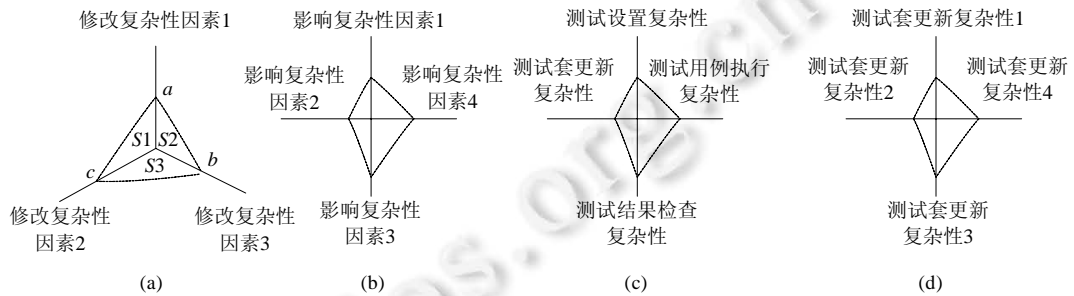 修改复杂性因素1
a
S1
S2
S3
c
b
修改复杂性
因素2
修改复杂性
因素3
(a)
影响复杂性因素1
影响复杂性
因素2
影响复杂性
因素4
影响复杂性
因素3
(b)
测试设置复杂性
测试套更新
复杂性
测试用例执行
复杂性
测试结果检查
复杂性
(c)
测试套更新复杂性1
测试套更新
复杂性2
测试套更新
复杂性4
测试套更新
复杂性3
(d)